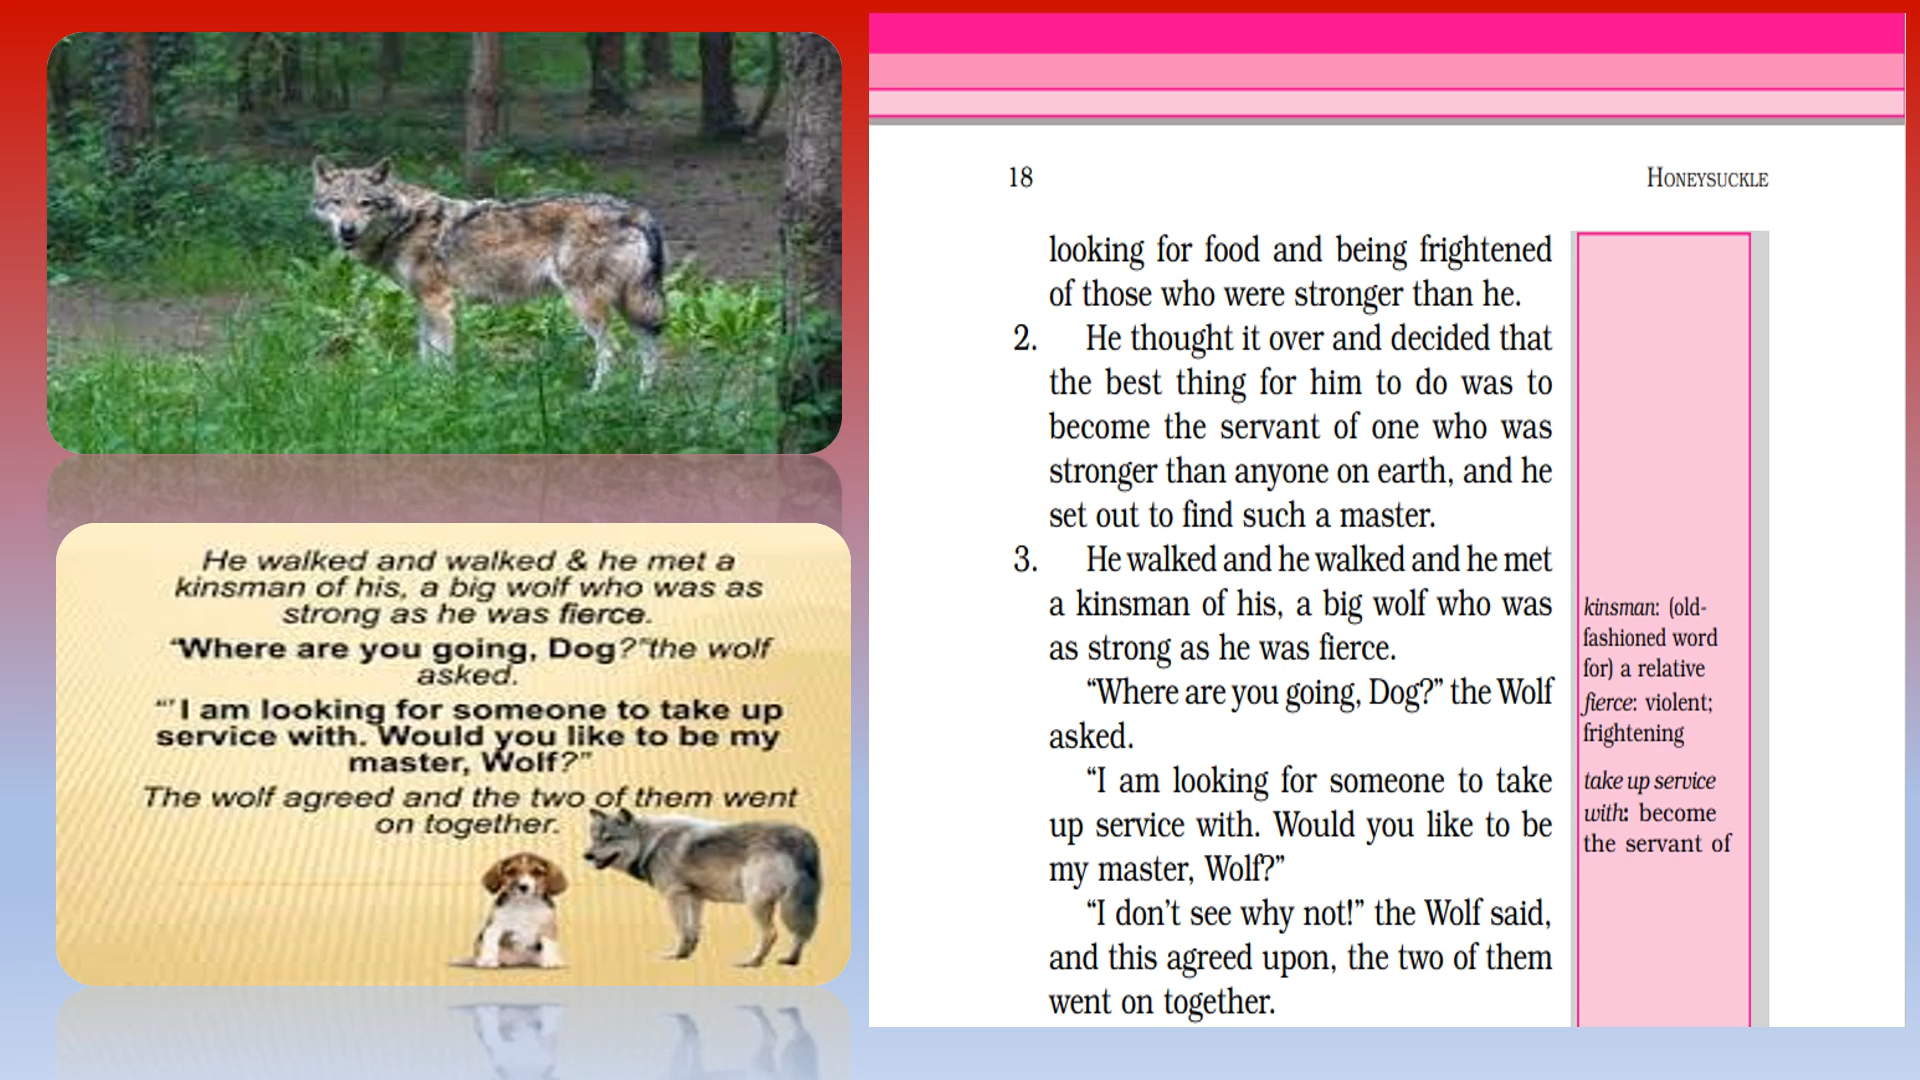 He walked and walked & he met a
kinsman of his, a big wolf who was as
strong as he was fierce.
“Where are you going, Dog?”the wolf
asked.
“"I am looking for someone to take up
service with. Would you like to be my
master, Wolf?”
The wolf agreed and the two of them went
on together.
18
HONEYSUCKLE
looking for food and being frightened
of those who were stronger than he.
2. He thought it over and decided that
the best thing for him to do was to
become the servant of one who was
stronger than anyone on earth, and he
set out to find such a master.
3. He walked and he walked and he met
a kinsman of his, a big wolf who was
as strong as he was fierce.
“Where are you going, Dog?” the Wolf
asked.
“I am looking for someone to take
up service with. Would you like to be
my master, Wolf?”
“I don’t see why not!” the Wolf said,
and this agreed upon, the two of them
went on together.
kinsman: (old-
fashioned word
for) a relative
fierce: violent;
frightening
take up service
with: become
the servant of